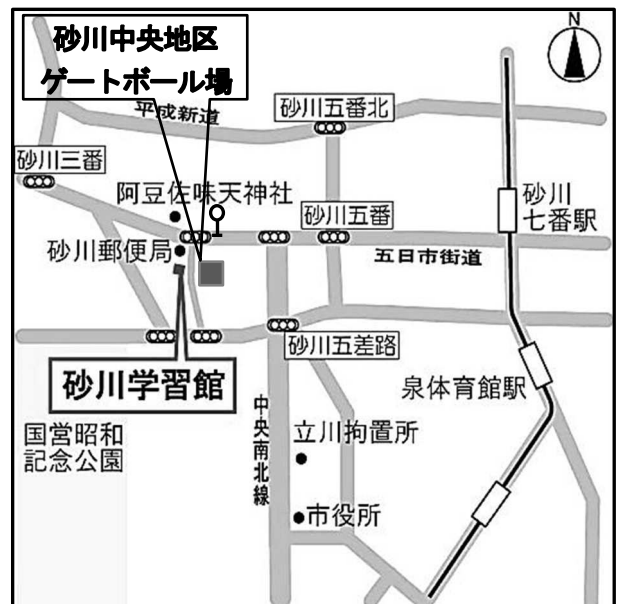 砂川中央地区
ゲートボール場
N
平成新道
砂川五番北
砂川三番
阿豆佐味天神社
砂川五番
砂川
七番駅
砂川郵便局
五日市街道
砂川五差路
砂川学習館
泉体育館駅
国営昭和
記念公園
中央南北線
立川拘置所
市役所